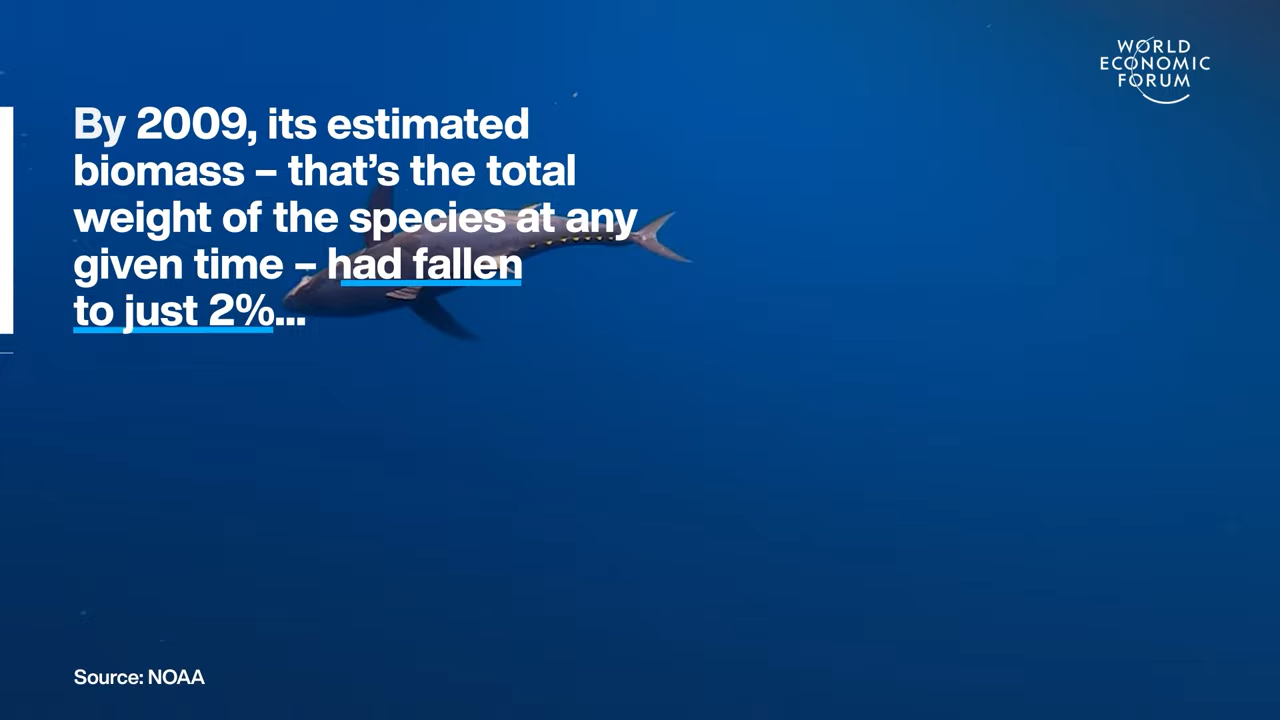 WORLD
ECONOMIC
FORUM
By 2009, its estimated
biomass – that’s the total
weight of the species at any
given time – had fallen
to just 2%...
Source: NOAA